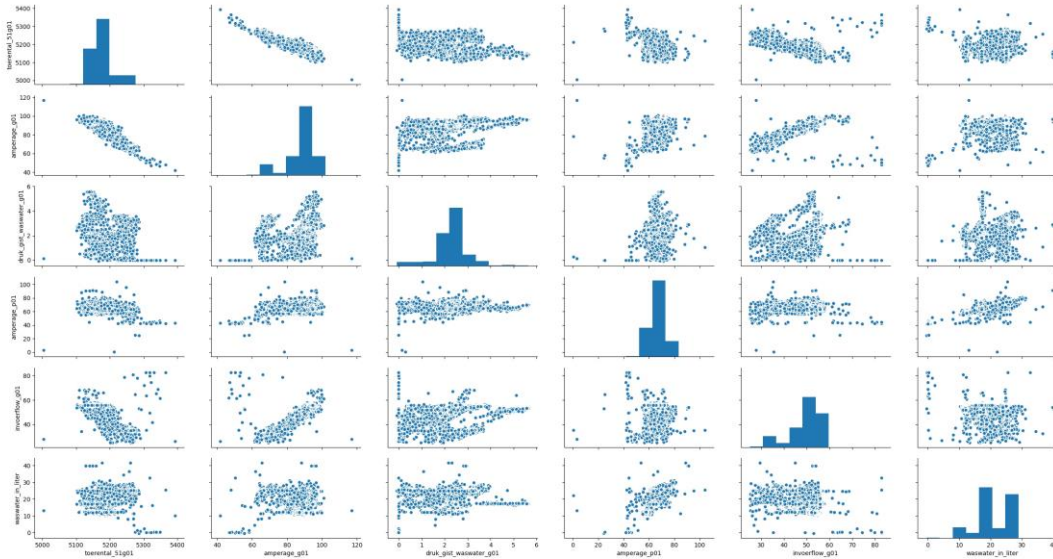 toerental_51g01
5400
5300
5200
5100
5000
amperage_g01
120
100
80
60
40
druk_gist_waswater_g01
6
4
2
0
amperage_p01
100
80
60
40
20
0
invoerflow_g01
80
60
40
waswater_in_liter
40
30
20
10
0
5000 5100 5200 5300 5400
toerental_51g01
40 60 80 100 120
amperage_g01
0 1 2 3 4 5 6
druk_gist_waswater_g01
0 20 40 60 80 100
amperage_p01
30 40 50 60 70 80
invoerflow_g01
0 10 20 30 40
waswater_in_liter